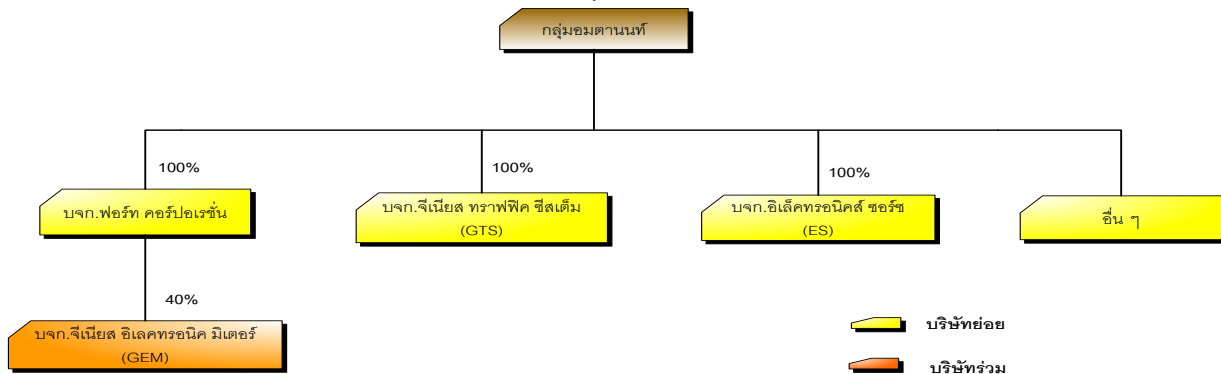 กลุ่มอมตานนท์
100%
100%
100%
บจก.ฟอร์ท คอร์ปอเรชั่น
บจก.จีเนียส ทราฟฟิค ซีสเต็ม
(GTS)
บจก.อิเล็คทรอนิคส์ ซอร์ซ
(ES)
อื่น ๆ
40%
บจก.จีเนียส อิเลคทรอนิค มิเตอร์
(GEM)
บริษัทย่อย
บริษัทร่วม